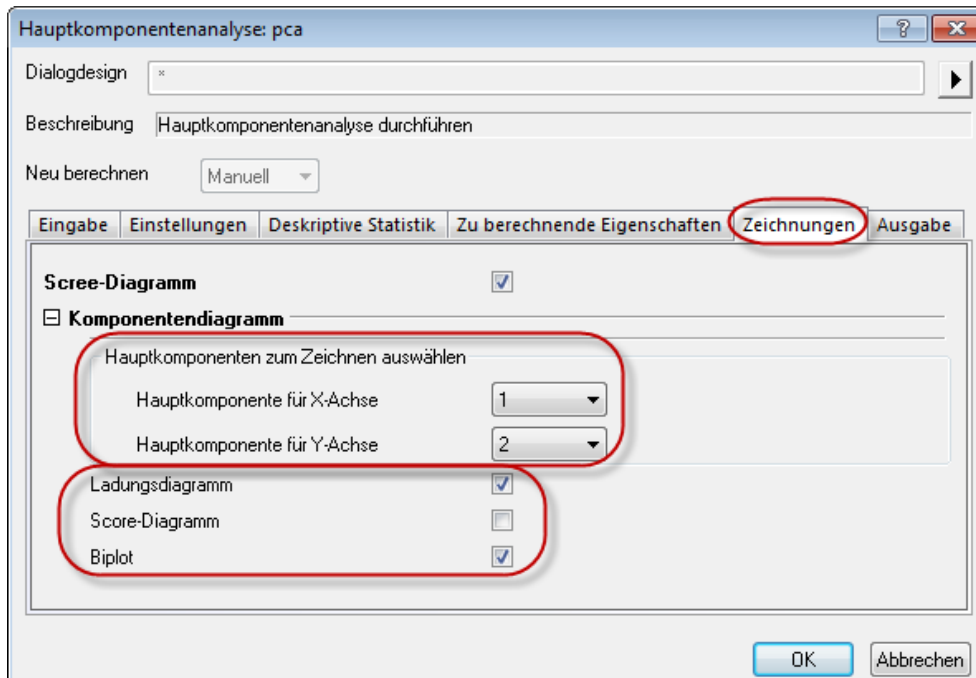 Hauptkomponentenanalyse: pca
Dialogdesign *
Beschreibung Hauptkomponentenanalyse durchführen
Neu berechnen Manuell
Eingabe Einstellungen Deskriptive Statistik Zu berechnende Eigenschaften Zeichnungen Ausgabe
Scree-Diagramm
Komponentendiagramm
Hauptkomponenten zum Zeichnen auswählen
Hauptkomponente für X-Achse 1
Hauptkomponente für Y-Achse 2
Ladungsdiagramm
Score-Diagramm
Biplot
OK Abbrechen